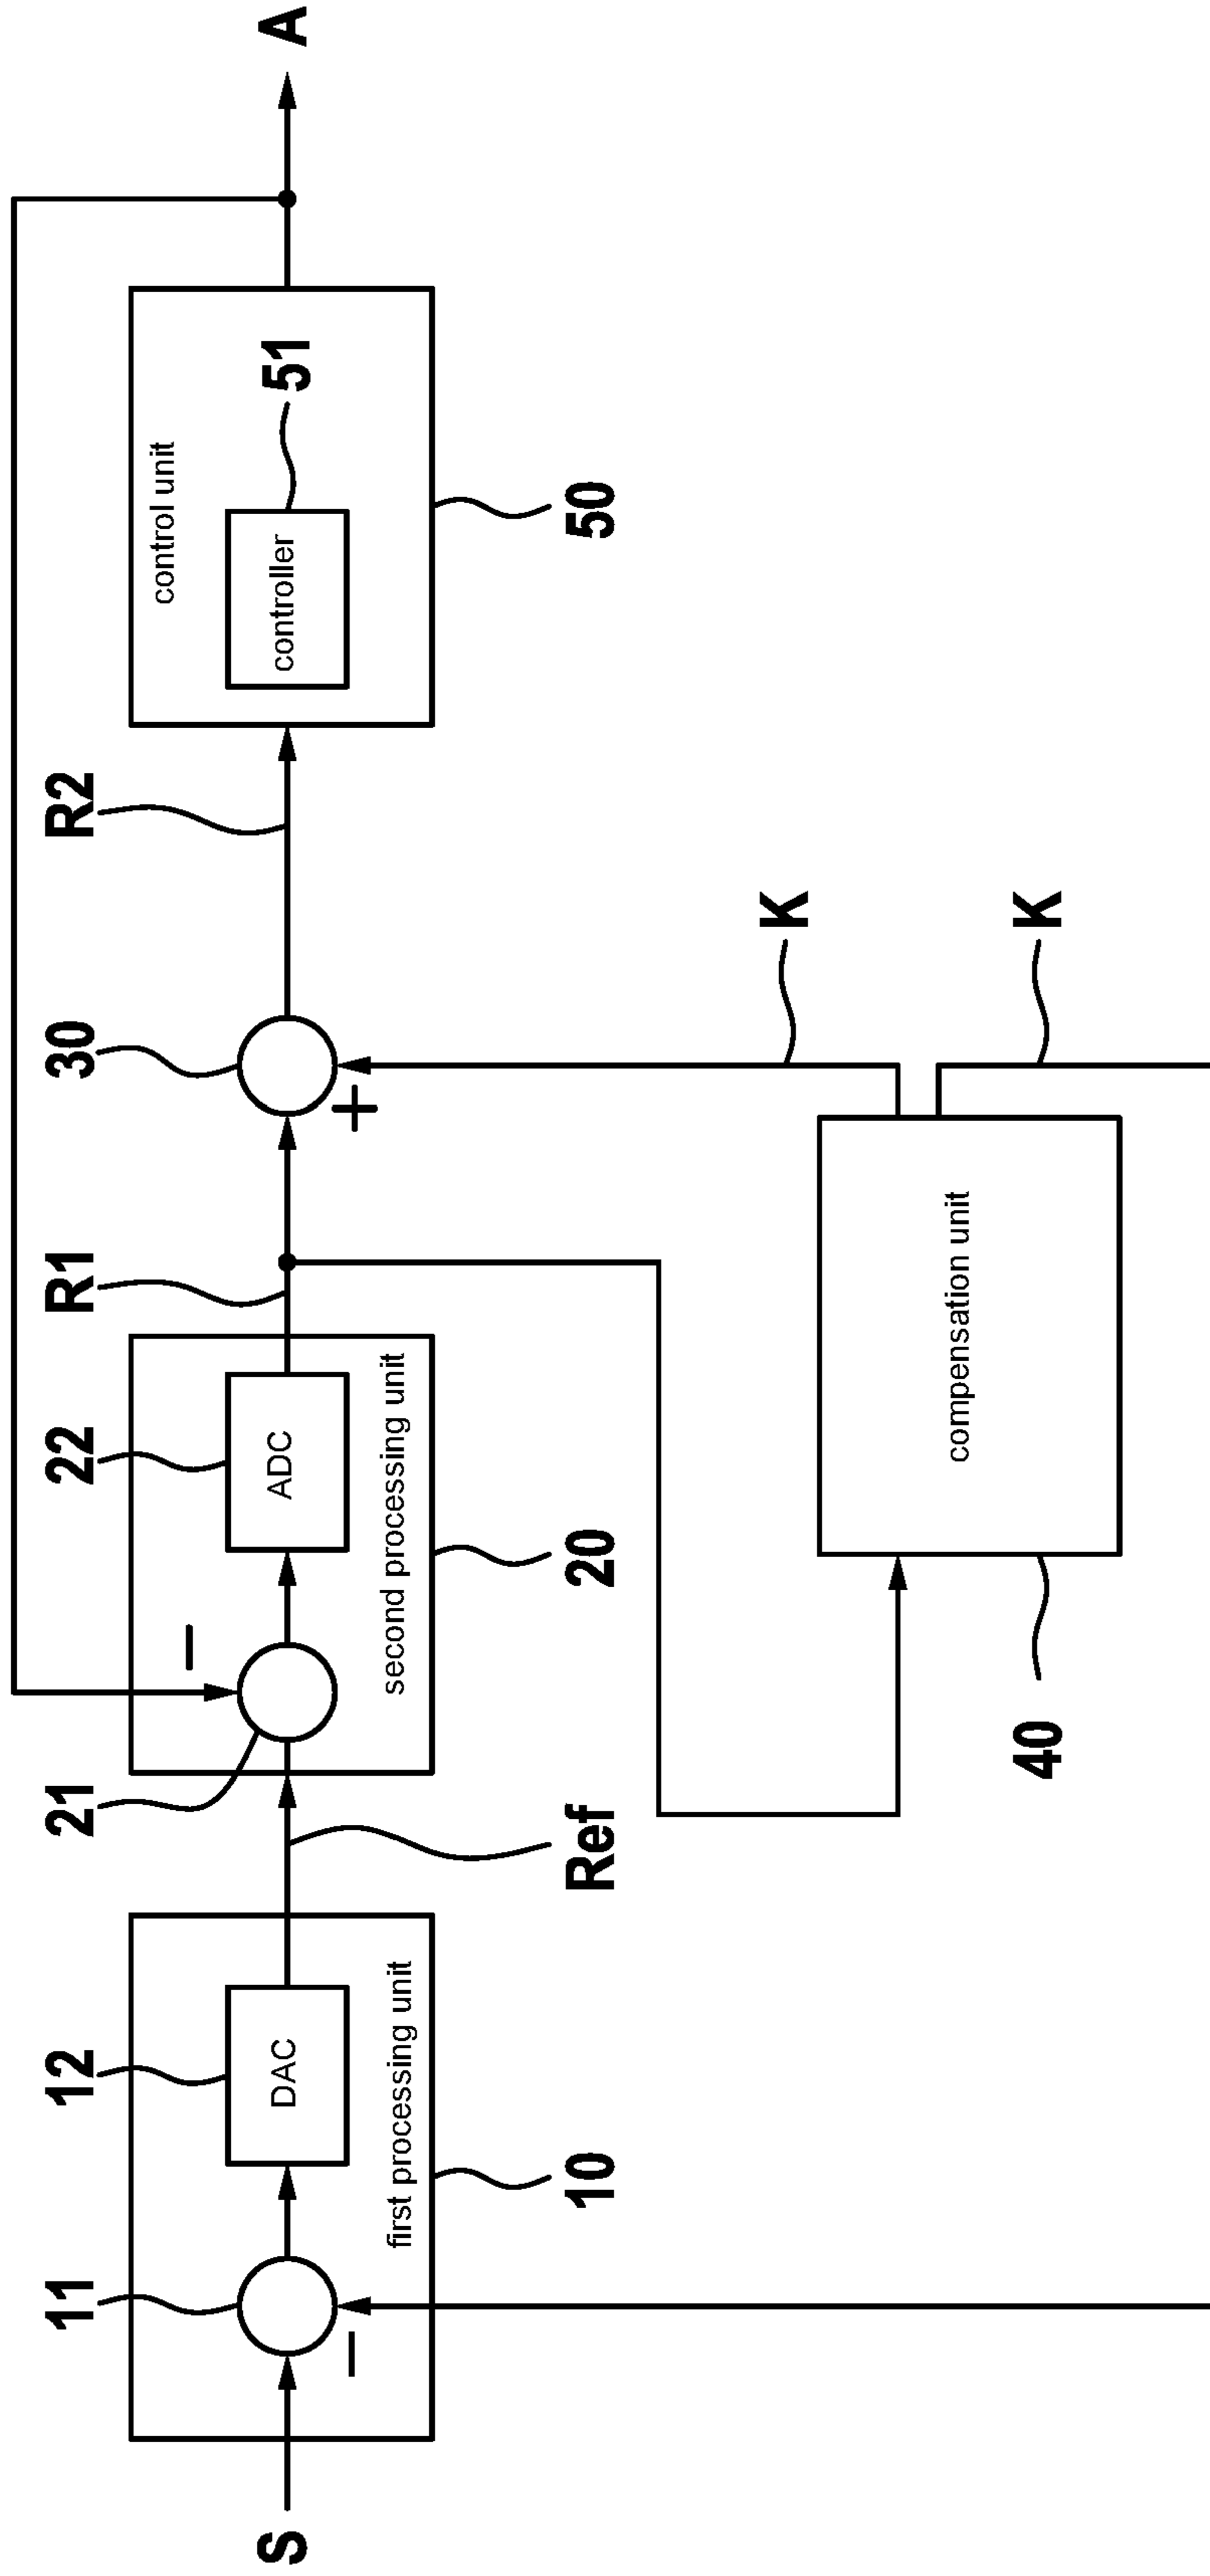 A
control unit
51
controller
50
R2
30
+
K
K
R1
22
ADC
second processing unit
20
−
21
compensation unit
40
Ref
12
DAC
first processing unit
10
11
−
S